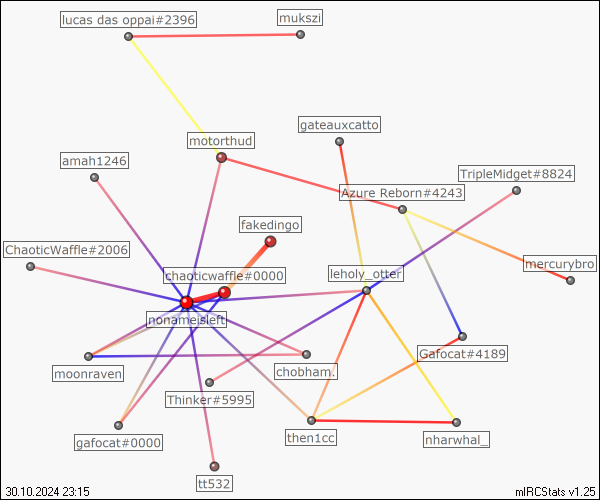 lucas das oppai#2396
mukszi
gateauxcatto
motorthud
amah1246
TripleMidget#8824
Azure Reborn#4243
fakedingo
ChaoticWaffle#2006
mercurybro
chaoticwaffle#0000
leholy_otter
nonameisleft
Gafocat#4189
moonraven
chobham.
Thinker#5995
gafocat#0000
then1cc
nharwhal_
tt532
30.10.2024 23:15
mIRCStats v1.25